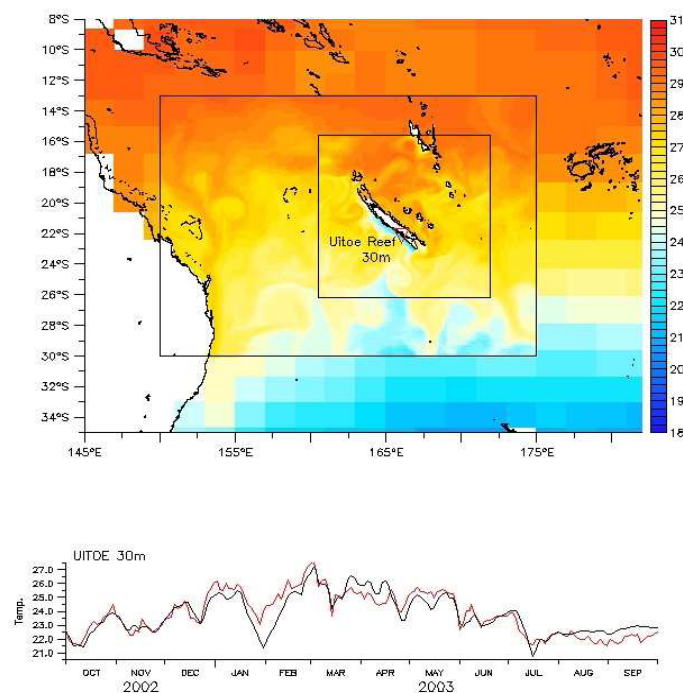 8°S
10°S
12°S
14°S
16°S
18°S
20°S
22°S
24°S
26°S
28°S
30°S
32°S
34°S
145°E
155°E
165°E
175°E
Uitoe Reef
30m
31
30
29
28
27
26
25
24
23
22
21
20
19
18
UITOE 30m
Temp.
27.0
26.0
25.0
24.0
23.0
22.0
21.0
OCT NOV DEC JAN FEB MAR APR MAY JUN JUL AUG SEP
2002 2003